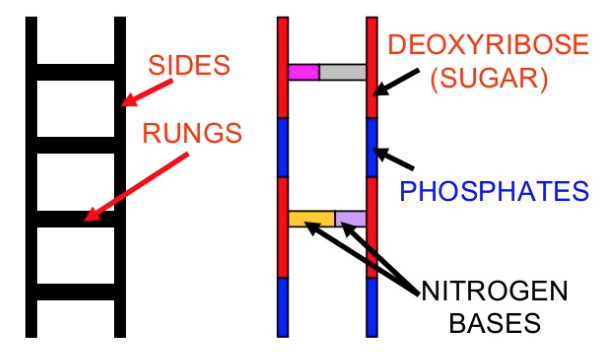 SIDES
RUNGS
DEOXYRIBOSE
(SUGAR)
PHOSPHATES
NITROGEN
BASES